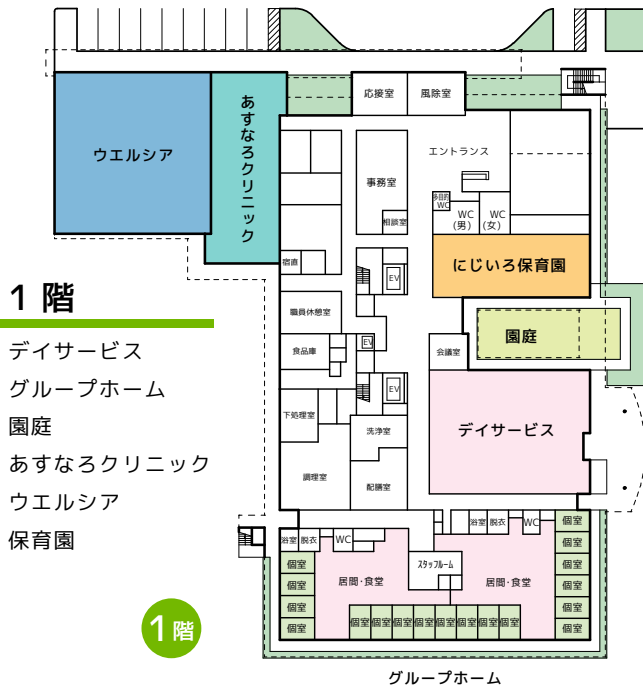 応接室
風除室
ウエルシア
あすなろクリニック
事務室
エントランス
相談室
多目的
WC
WC
(男)
WC
(女)
宿直
EV
にじいろ保育園
1階
デイサービス
グループホーム
園庭
あすなろクリニック
ウエルシア
保育園
職員休憩室
食品庫
EV
会議室
園庭
EV
下処理室
洗浄室
デイサービス
調理室
配膳室
浴室
脱衣
WC
浴室
脱衣
WC
個室
個室
個室
個室
個室
個室
スタッフルーム
居間・食堂
居間・食堂
個室
個室
個室
個室
個室
個室
個室
個室
個室
個室
個室
個室
1階
グループホーム